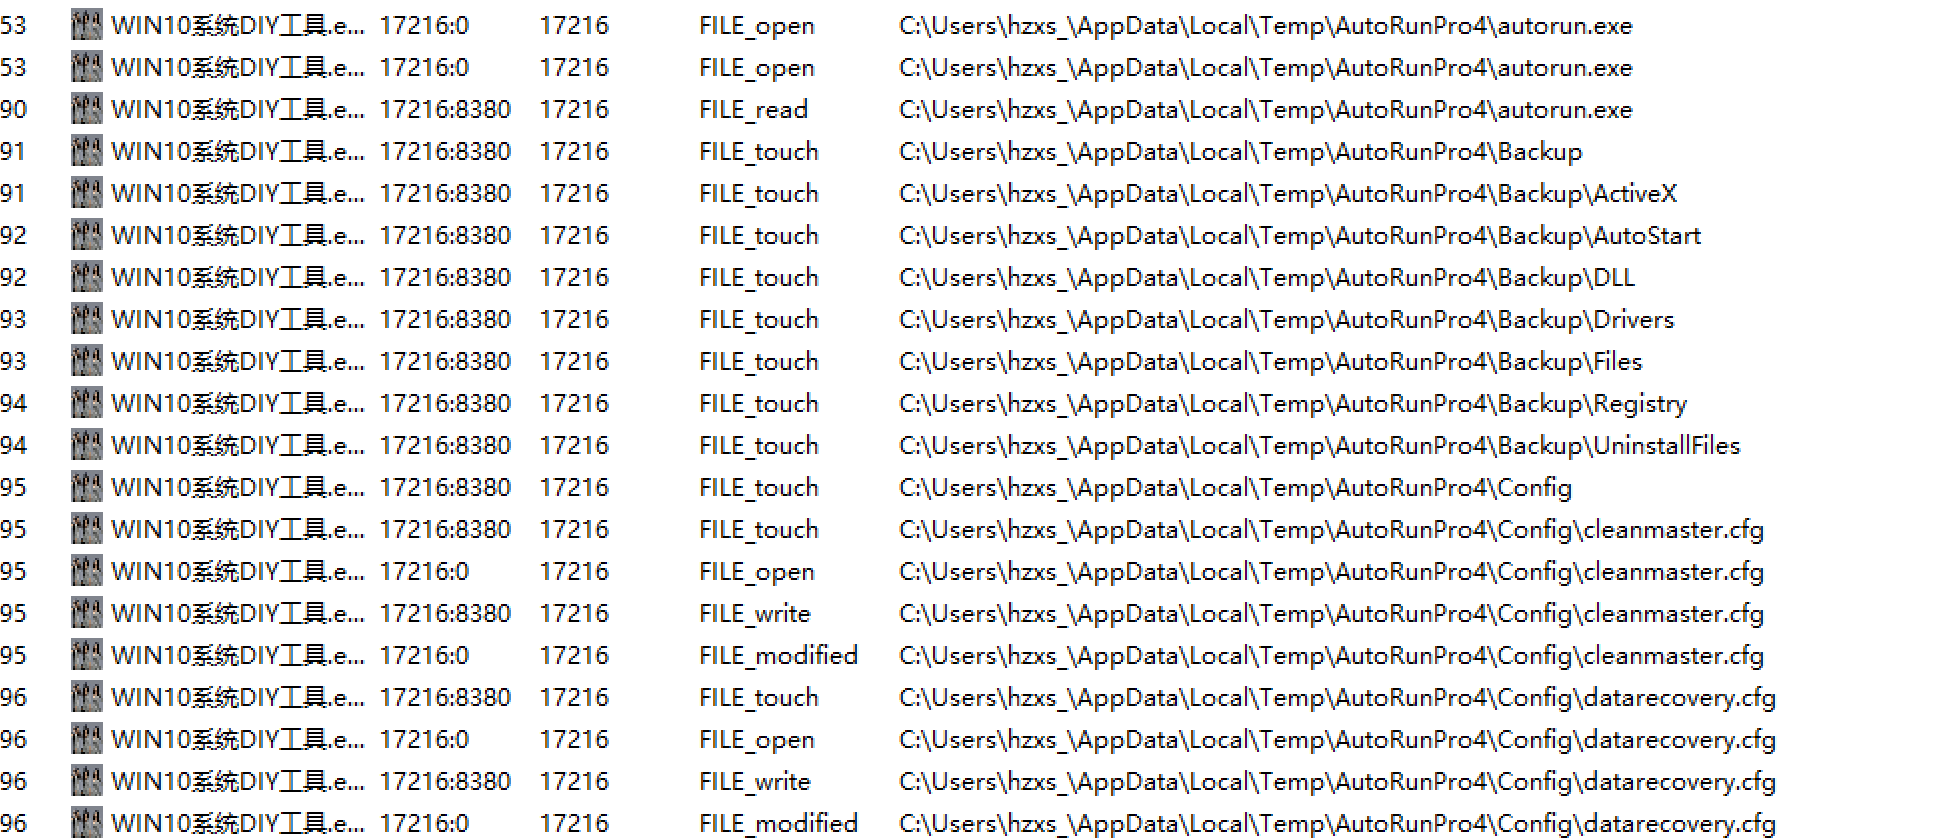 53 WIN10系统DIY工具.e... 17216:0 17216 FILE_open C:\Users\hzxs_\AppData\Local\Temp\AutoRunPro4\autorun.exe
53 WIN10系统DIY工具.e... 17216:0 17216 FILE_open C:\Users\hzxs_\AppData\Local\Temp\AutoRunPro4\autorun.exe
90 WIN10系统DIY工具.e... 17216:8380 17216 FILE_read C:\Users\hzxs_\AppData\Local\Temp\AutoRunPro4\autorun.exe
91 WIN10系统DIY工具.e... 17216:8380 17216 FILE_touch C:\Users\hzxs_\AppData\Local\Temp\AutoRunPro4\Backup
91 WIN10系统DIY工具.e... 17216:8380 17216 FILE_touch C:\Users\hzxs_\AppData\Local\Temp\AutoRunPro4\Backup\ActiveX
92 WIN10系统DIY工具.e... 17216:8380 17216 FILE_touch C:\Users\hzxs_\AppData\Local\Temp\AutoRunPro4\Backup\AutoStart
92 WIN10系统DIY工具.e... 17216:8380 17216 FILE_touch C:\Users\hzxs_\AppData\Local\Temp\AutoRunPro4\Backup\DLL
93 WIN10系统DIY工具.e... 17216:8380 17216 FILE_touch C:\Users\hzxs_\AppData\Local\Temp\AutoRunPro4\Backup\Drivers
93 WIN10系统DIY工具.e... 17216:8380 17216 FILE_touch C:\Users\hzxs_\AppData\Local\Temp\AutoRunPro4\Backup\Files
94 WIN10系统DIY工具.e... 17216:8380 17216 FILE_touch C:\Users\hzxs_\AppData\Local\Temp\AutoRunPro4\Backup\Registry
94 WIN10系统DIY工具.e... 17216:8380 17216 FILE_touch C:\Users\hzxs_\AppData\Local\Temp\AutoRunPro4\Backup\UninstallFiles
95 WIN10系统DIY工具.e... 17216:8380 17216 FILE_touch C:\Users\hzxs_\AppData\Local\Temp\AutoRunPro4\Config
95 WIN10系统DIY工具.e... 17216:8380 17216 FILE_touch C:\Users\hzxs_\AppData\Local\Temp\AutoRunPro4\Config\cleanmaster.cfg
95 WIN10系统DIY工具.e... 17216:0 17216 FILE_open C:\Users\hzxs_\AppData\Local\Temp\AutoRunPro4\Config\cleanmaster.cfg
95 WIN10系统DIY工具.e... 17216:8380 17216 FILE_write C:\Users\hzxs_\AppData\Local\Temp\AutoRunPro4\Config\cleanmaster.cfg
95 WIN10系统DIY工具.e... 17216:0 17216 FILE_modified C:\Users\hzxs_\AppData\Local\Temp\AutoRunPro4\Config\cleanmaster.cfg
96 WIN10系统DIY工具.e... 17216:8380 17216 FILE_touch C:\Users\hzxs_\AppData\Local\Temp\AutoRunPro4\Config\datarecovery.cfg
96 WIN10系统DIY工具.e... 17216:0 17216 FILE_open C:\Users\hzxs_\AppData\Local\Temp\AutoRunPro4\Config\datarecovery.cfg
96 WIN10系统DIY工具.e... 17216:8380 17216 FILE_write C:\Users\hzxs_\AppData\Local\Temp\AutoRunPro4\Config\datarecovery.cfg
96 WIN10系统DIY工具.e... 17216:0 17216 FILE_modified C:\Users\hzxs_\AppData\Local\Temp\AutoRunPro4\Config\datarecovery.cfg